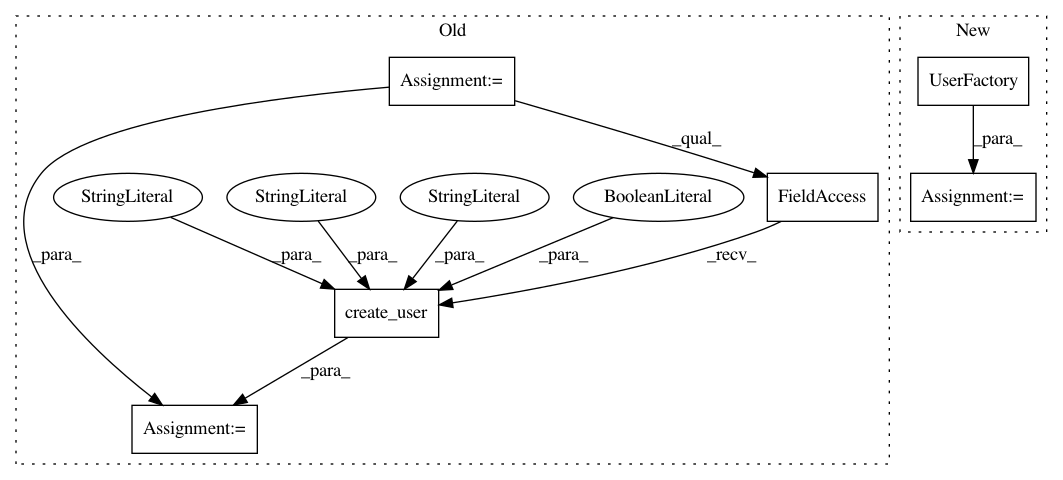 Old
New
Assignment:=
UserFactory
_qual_
_para_
StringLiteral
StringLiteral
StringLiteral
BooleanLiteral
FieldAccess
Assignment:=
_para_
_para_
_para_
_para_
_para_
_recv_
create_user
_para_
Assignment:=